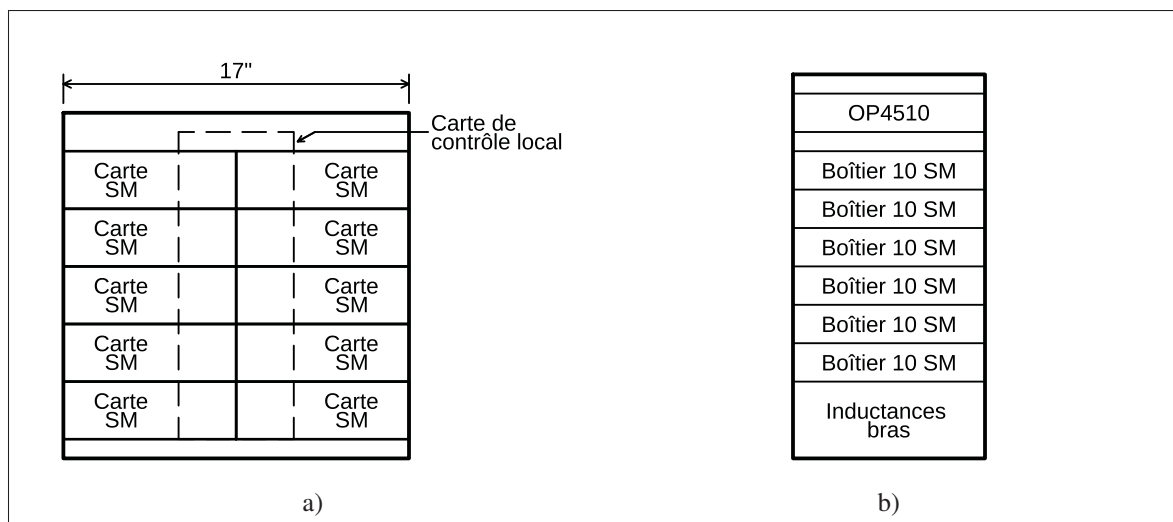 17"
Carte de
contrôle local
Carte
SM
Carte
SM
Carte
SM
Carte
SM
Carte
SM
Carte
SM
Carte
SM
Carte
SM
Carte
SM
Carte
SM
a)
OP4510
Boîtier 10 SM
Boîtier 10 SM
Boîtier 10 SM
Boîtier 10 SM
Boîtier 10 SM
Boîtier 10 SM
Inductances
bras
b)